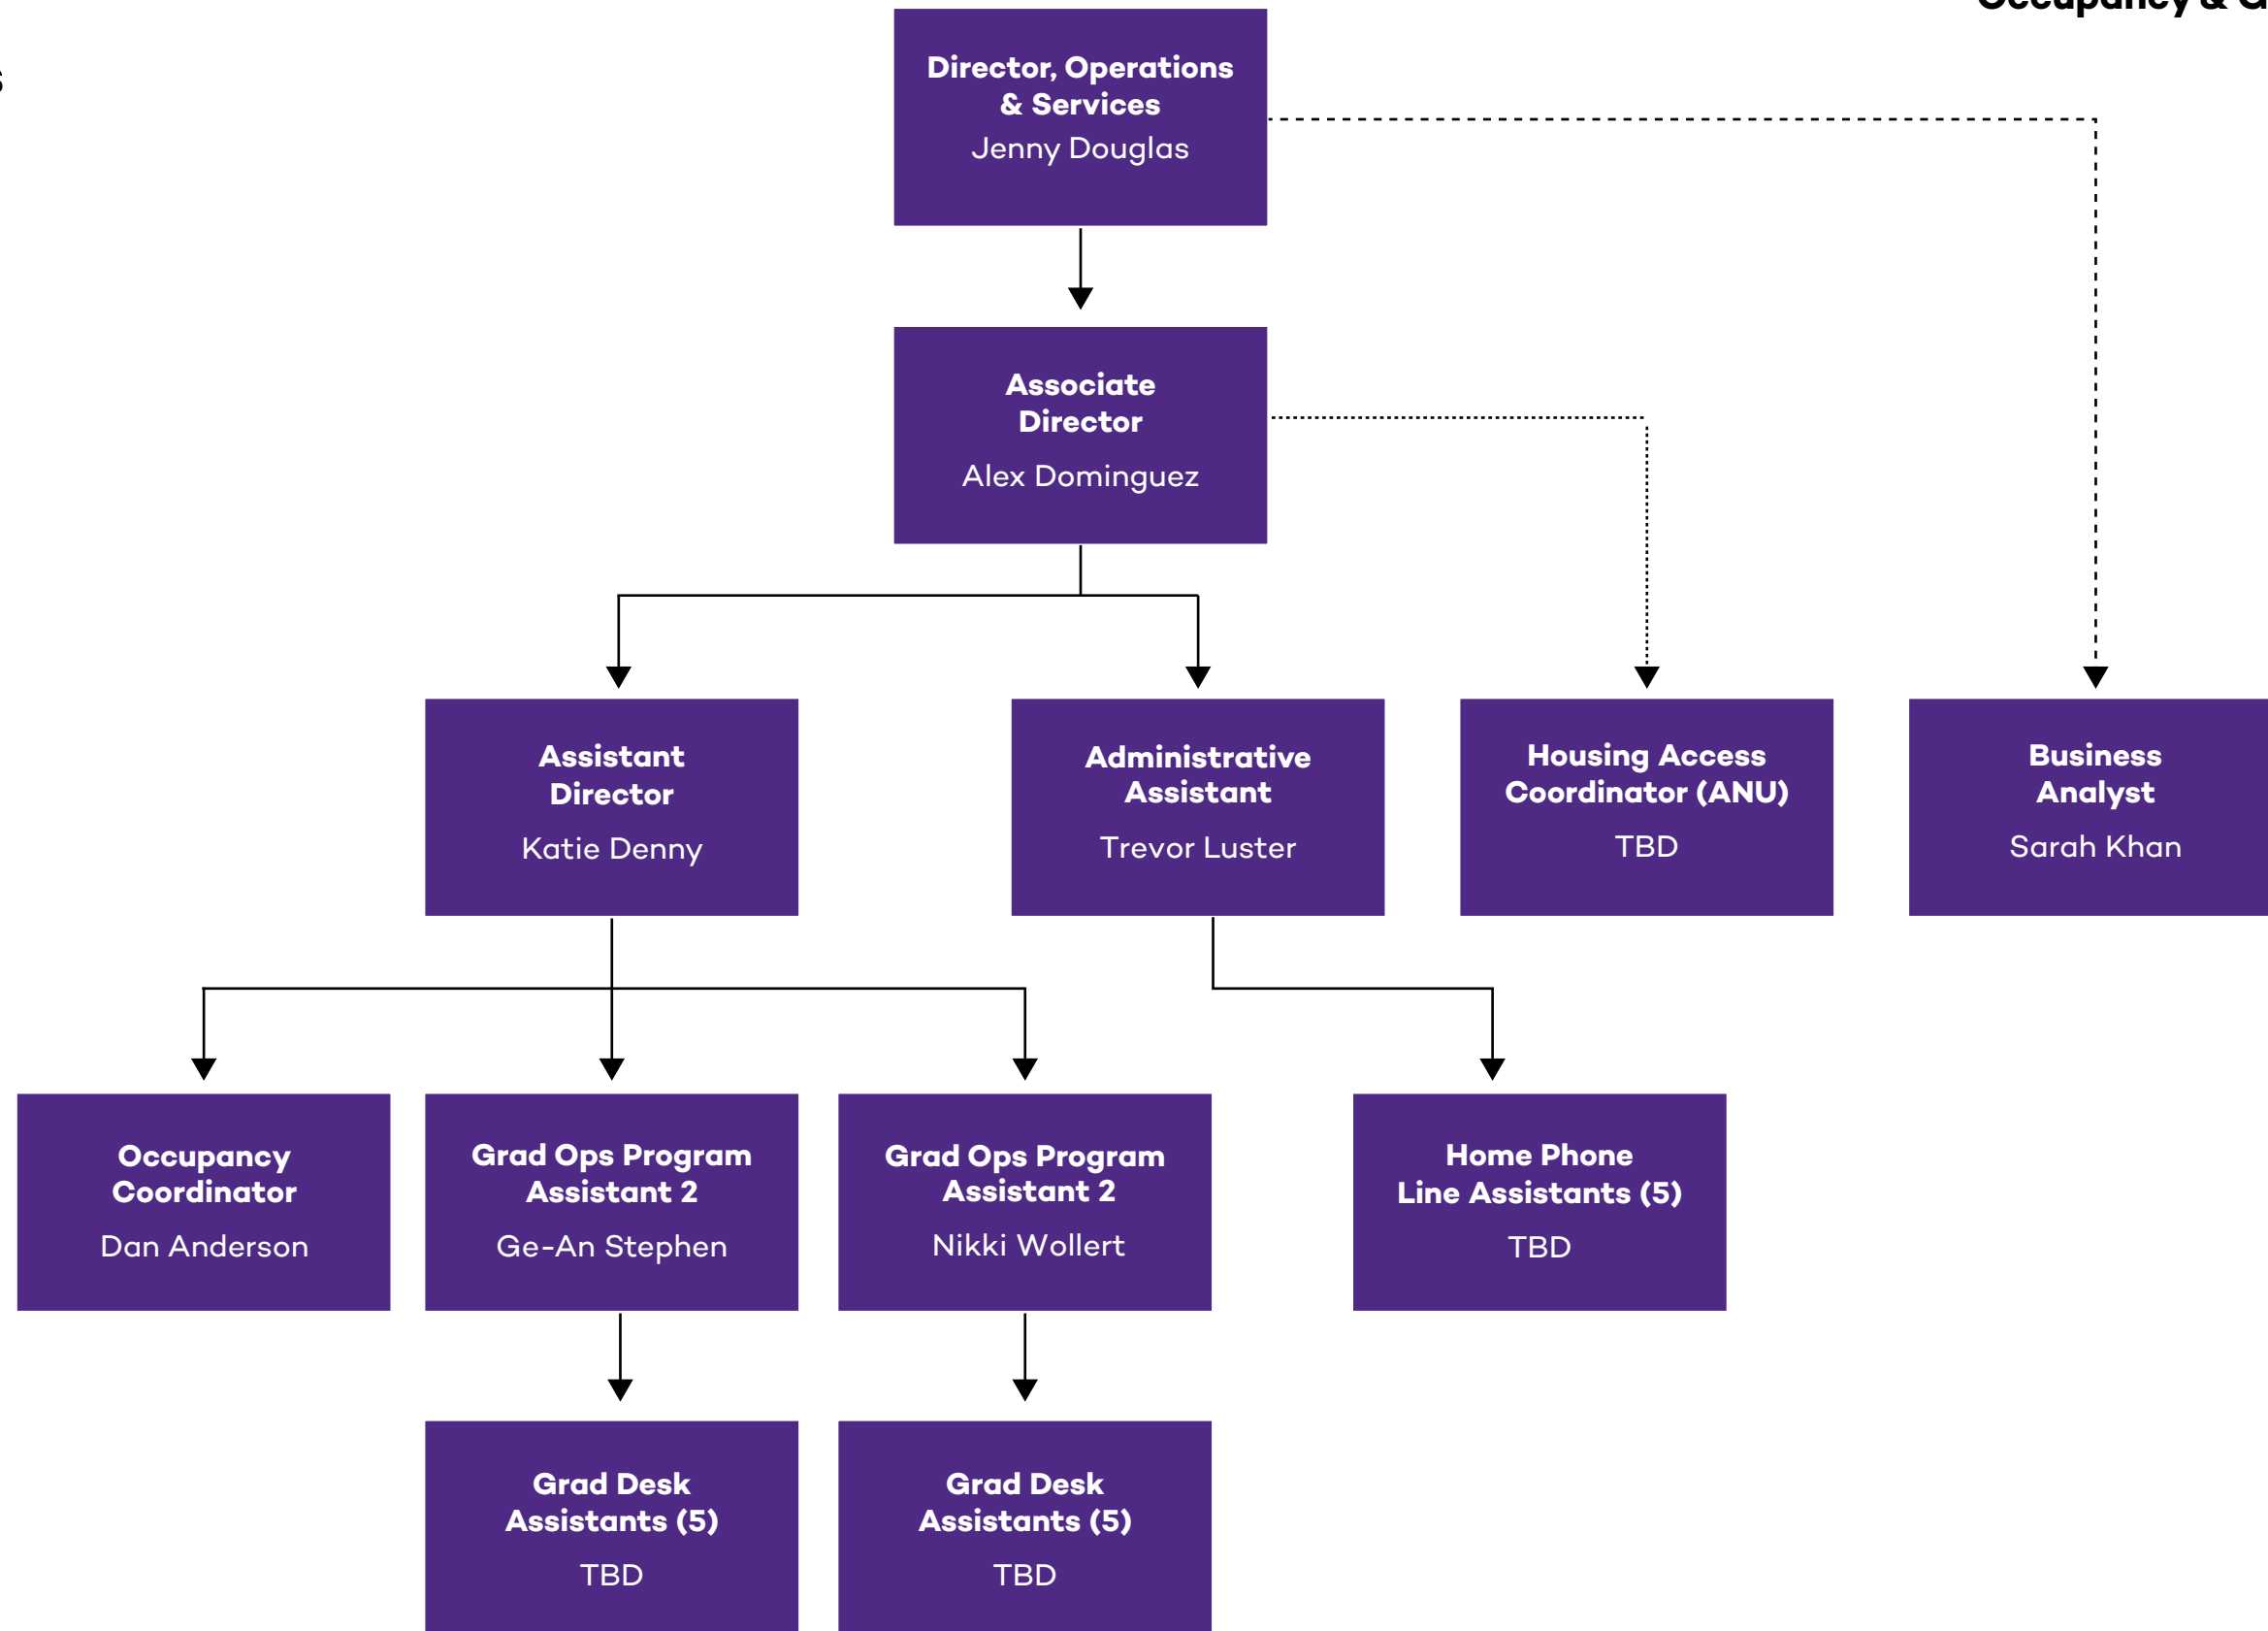 Occupancy &
Director, Operations
& Services
Jenny Douglas
Associate
Director
Alex Dominguez
Assistant
Director
Katie Denny
Administrative
Assistant
Trevor Luster
Housing Access
Coordinator (ANU)
TBD
Business
Analyst
Sarah Khan
Occupancy
Coordinator
Dan Anderson
Grad Ops Program
Assistant 2
Ge-An Stephen
Grad Ops Program
Assistant 2
Nikki Wollert
Home Phone
Line Assistants (5)
TBD
Grad Desk
Assistants (5)
TBD
Grad Desk
Assistants (5)
TBD